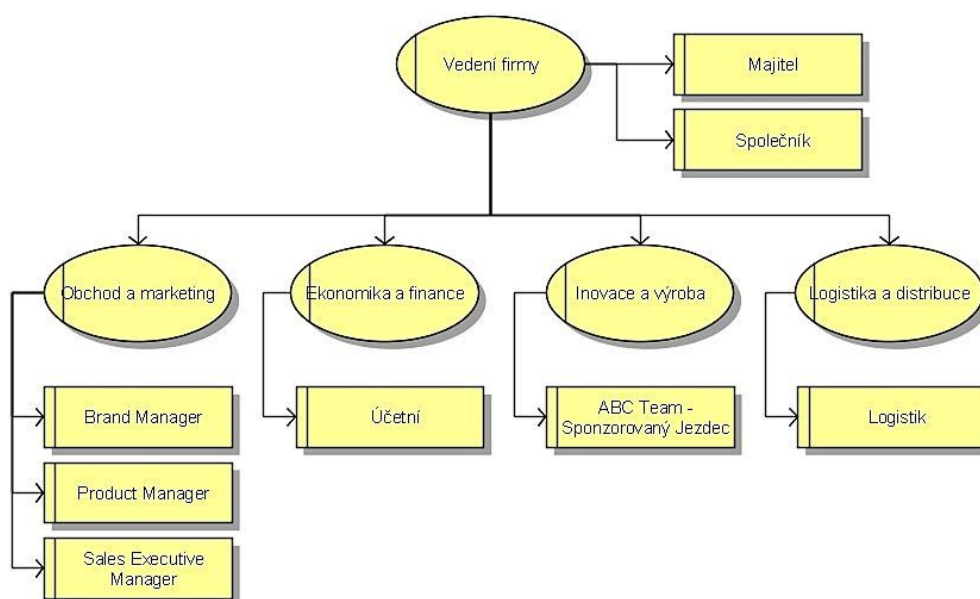 Vedení firmy
Majitel
Společník
Obchod a marketing
Ekonomika a finance
Inovace a výroba
Logistika a distribuce
Brand Manager
Účetní
ABC Team -
Sponzorovaný Jezdec
Logistik
Product Manager
Sales Executive
Manager